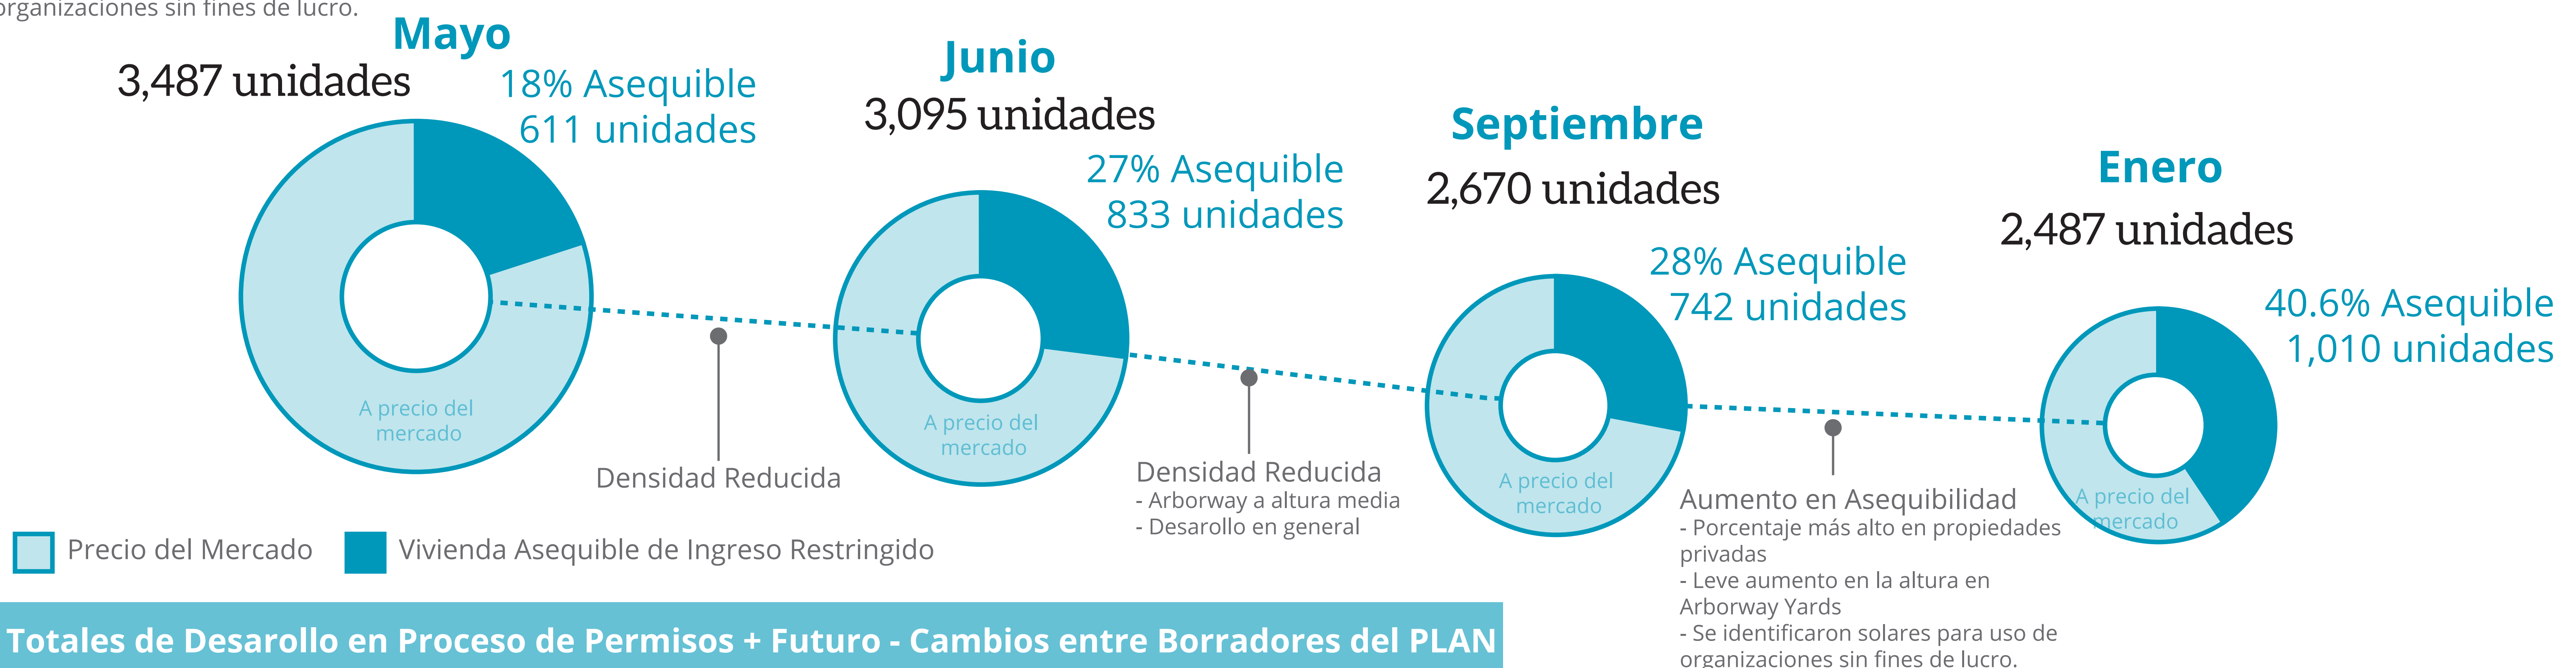 organizaciones sin fines de lucro.
Mayo
3,487 unidades
18% Asequible
611 unidades
A precio del
mercado
Densidad Reducida
Junio
3,095 unidades
27% Asequible
833 unidades
A precio del
mercado
Densidad Reducida
- Arborway a altura media
- Desarollo en general
Septiembre
2,670 unidades
28% Asequible
742 unidades
A precio del
mercado
Aumento en Asequibilidad
- Porcentaje más alto en propiedades
privadas
- Leve aumento en la altura en
Arborway Yards
- Se identificaron solares para uso de
organizaciones sin fines de lucro.
Enero
2,487 unidades
40.6% Asequible
1,010 unidades
A precio del
mercado
Precio del Mercado
Vivienda Asequible de Ingreso Restringido
Totales de Desarollo en Proceso de Permisos + Futuro - Cambios entre Borradores del PLAN